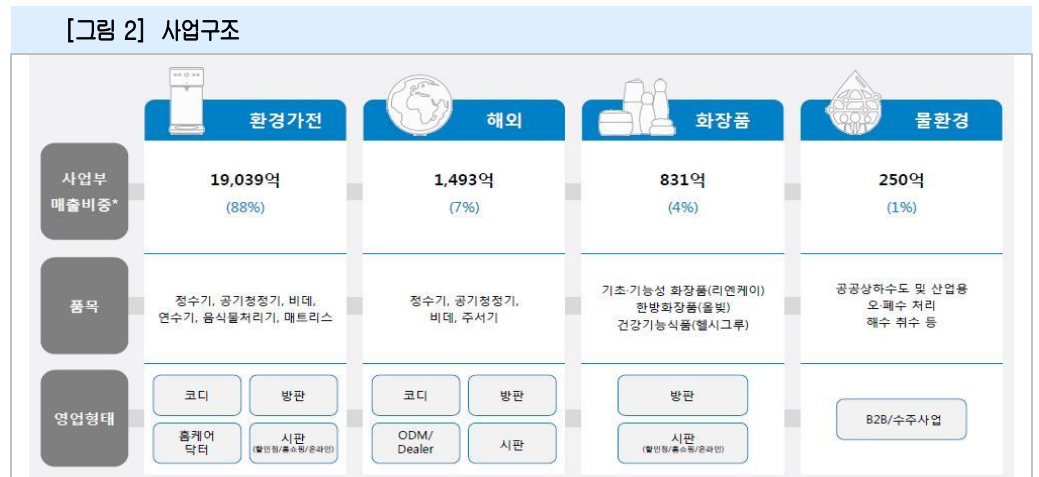 [그림 2] 사업구조
환경가전
해외
화장품
물환경
사업부
매출비중*
19,039억
(88%)
1,493억
(7%)
831억
(4%)
250억
(1%)
품목
정수기, 공기청정기, 비데,
연수기, 음식물처리기, 매트리스
정수기, 공기청정기,
비데, 주서기
기초·기능성 화장품(리엔케이)
한방화장품(올빚)
건강기능식품(헬시그루)
공공상하수도 및 산업용
오·폐수 처리
해수 취수 등
영업형태
코디
방판
홈케어
닥터
시판
(할인점/홈쇼핑/온라인)
코디
방판
ODM/
Dealer
시판
방판
시판
(할인점/홈쇼핑/온라인)
B2B/수주사업